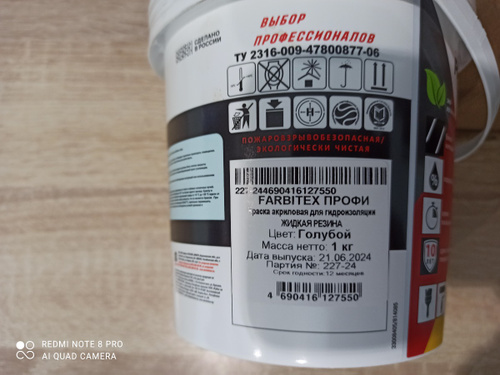 СДЕЛАНО
В РОССИИ
ВЫБОР
ПРОФЕССИОНАЛОВ
ТУ 2316-009-47800877-06
ПОЖАРОВЗРЫВОБЕЗОПАСНАЯ/
ЭКОЛОГИЧЕСКИ ЧИСТАЯ
227 244690416127550
FARBITEX ПРОФИ
краска акриловая для гидроизоляции
ЖИДКАЯ РЕЗИНА
Цвет: Голубой
Масса нетто: 1 кг
Дата выпуска: 21.06.2024
Партия №: 227-24
Срок годности: 12 месяцев
4 690416 127550
10
ЛЕТ
REDMI NOTE 8 PRO
AI QUAD CAMERA